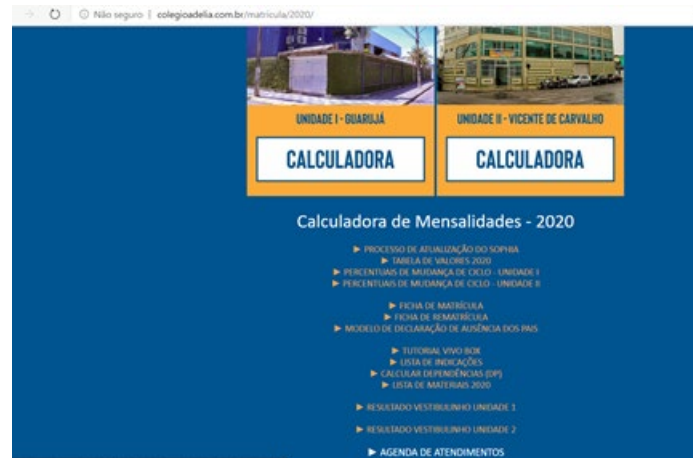 Não seguro | colegioadelia.com.br/matricula/2020/
UNIDADE I - GUARUJÁ
UNIDADE II - VICENTE DE CARVALHO
CALCULADORA
CALCULADORA
Calculadora de Mensalidades - 2020
► PROCESSO DE ATUALIZAÇÃO DO SOPHIA
► TABELA DE VALORES 2020
► PERCENTUAIS DE MUDANÇA DE CICLO - UNIDADE I
► PERCENTUAIS DE MUDANÇA DE CICLO - UNIDADE II
► FICHA DE MATRÍCULA
► FICHA DE REMATRÍCULA
► MODELO DE DECLARAÇÃO DE AUSÊNCIA DOS PAIS
► TUTORIAL VIVO BOX
► LISTA DE INDICAÇÕES
► CALCULAR DEPENDÊNCIAS (DP)
► LISTA DE MATERIAIS 2020
► RESULTADO VESTIBULINHO UNIDADE 1
► RESULTADO VESTIBULINHO UNIDADE 2
► AGENDA DE ATENDIMENTOS